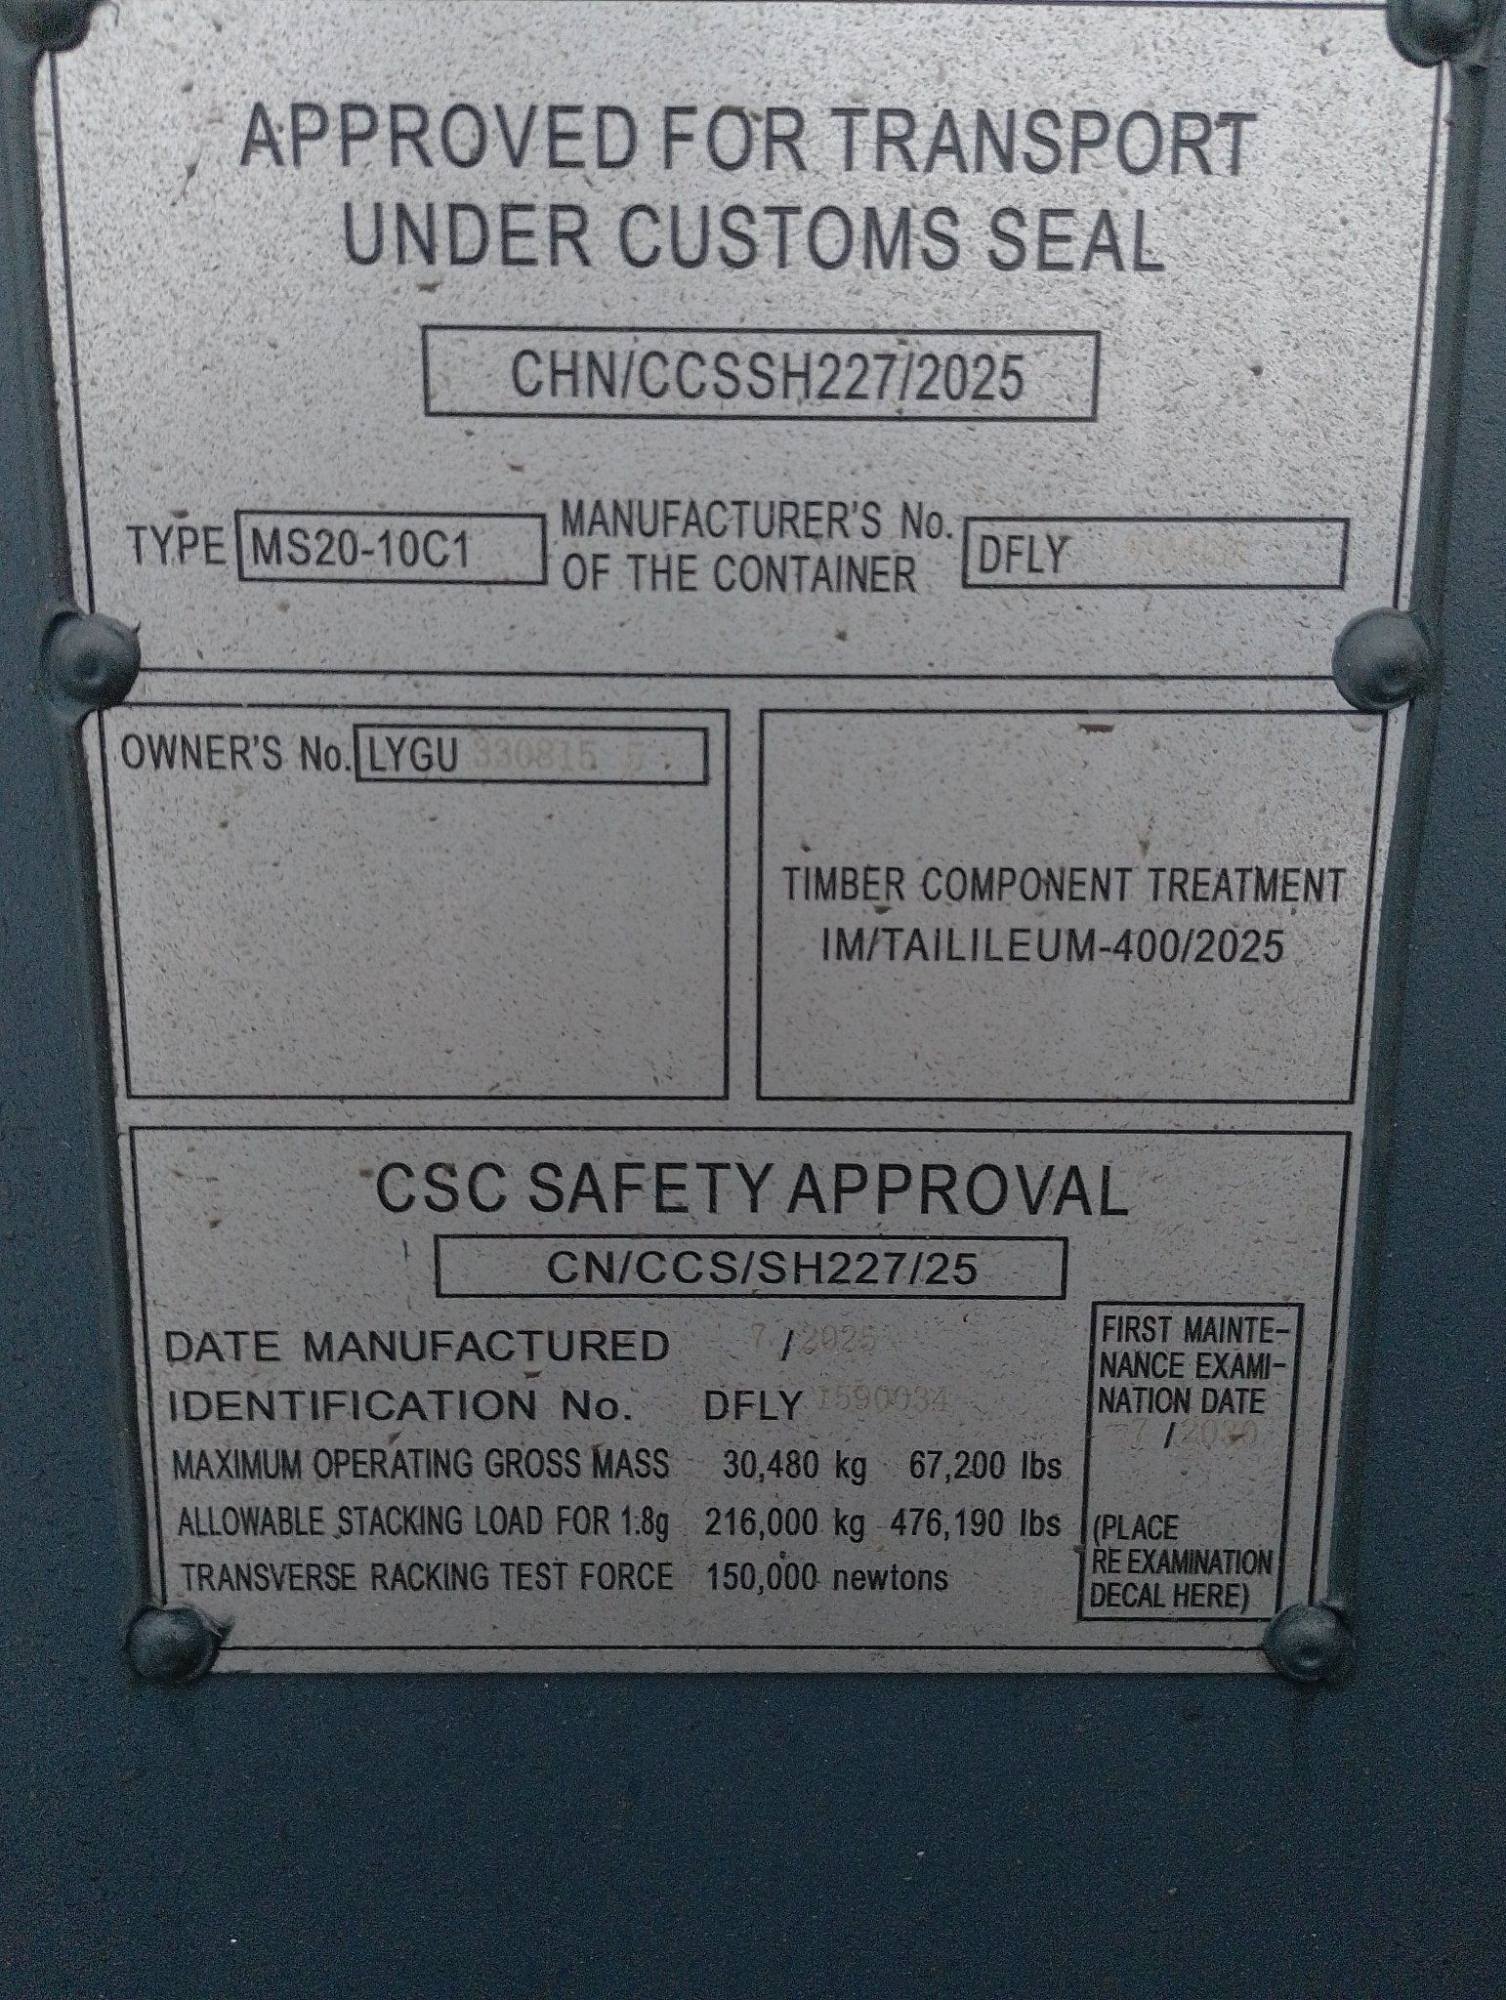 APPROVED FOR TRANSPORT
UNDER CUSTOMS SEAL
CHN/CCSSH227/2025
TYPE MS20-10C1
MANUFACTURER'S No.
OF THE CONTAINER
DFLY
OWNER'S No. LYGU 330815 5
TIMBER COMPONENT TREATMENT
IM/TAILILEUM-400/2025
CSC SAFETY APPROVAL
CN/CCS/SH227/25
DATE MANUFACTURED 7 / 2025
IDENTIFICATION No. DFLY 1590034
MAXIMUM OPERATING GROSS MASS 30,480 kg 67,200 lbs
ALLOWABLE STACKING LOAD FOR 1.8g 216,000 kg 476,190 lbs
TRANSVERSE RACKING TEST FORCE 150,000 newtons
FIRST MAINTE-
NANCE EXAMI-
NATION DATE
7 / 2030
(PLACE
RE EXAMINATION
DECAL HERE)